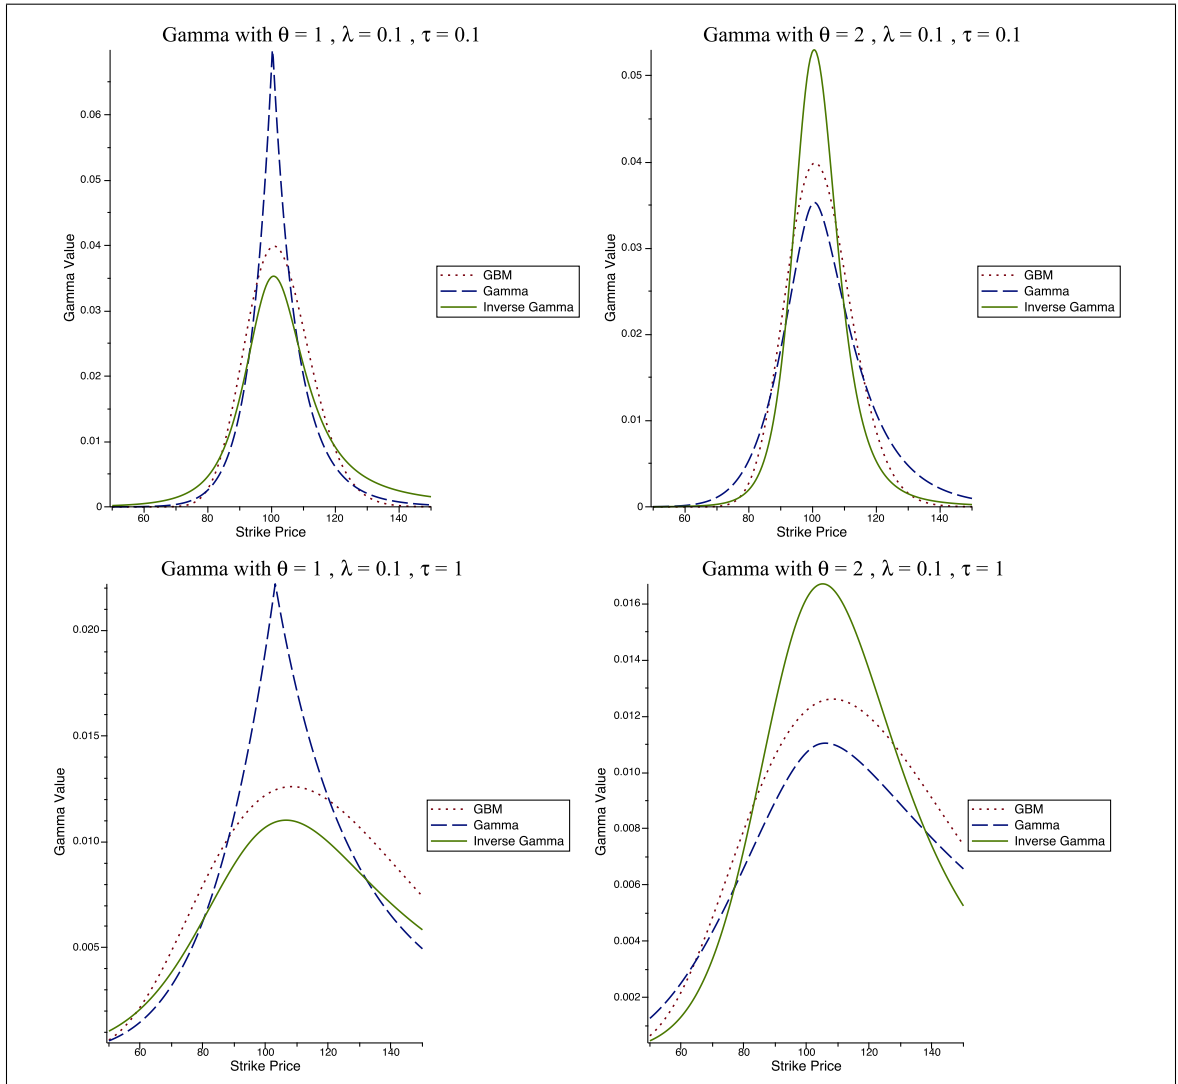 Gamma with θ = 1 , λ = 0.1 , τ = 0.1
0.06
0.05
0.04
0.03
0.02
0.01
0
Gamma Value
60 80 100 120 140
Strike Price
GBM
Gamma
Inverse Gamma
Gamma with θ = 2 , λ = 0.1 , τ = 0.1
0.05
0.04
0.03
0.02
0.01
0
Gamma Value
60 80 100 120 140
Strike Price
GBM
Gamma
Inverse Gamma
Gamma with θ = 1 , λ = 0.1 , τ = 1
0.020
0.015
0.010
0.005
Gamma Value
60 80 100 120 140
Strike Price
GBM
Gamma
Inverse Gamma
Gamma with θ = 2 , λ = 0.1 , τ = 1
0.016
0.014
0.012
0.010
0.008
0.006
0.004
0.002
Gamma Value
60 80 100 120 140
Strike Price
GBM
Gamma
Inverse Gamma